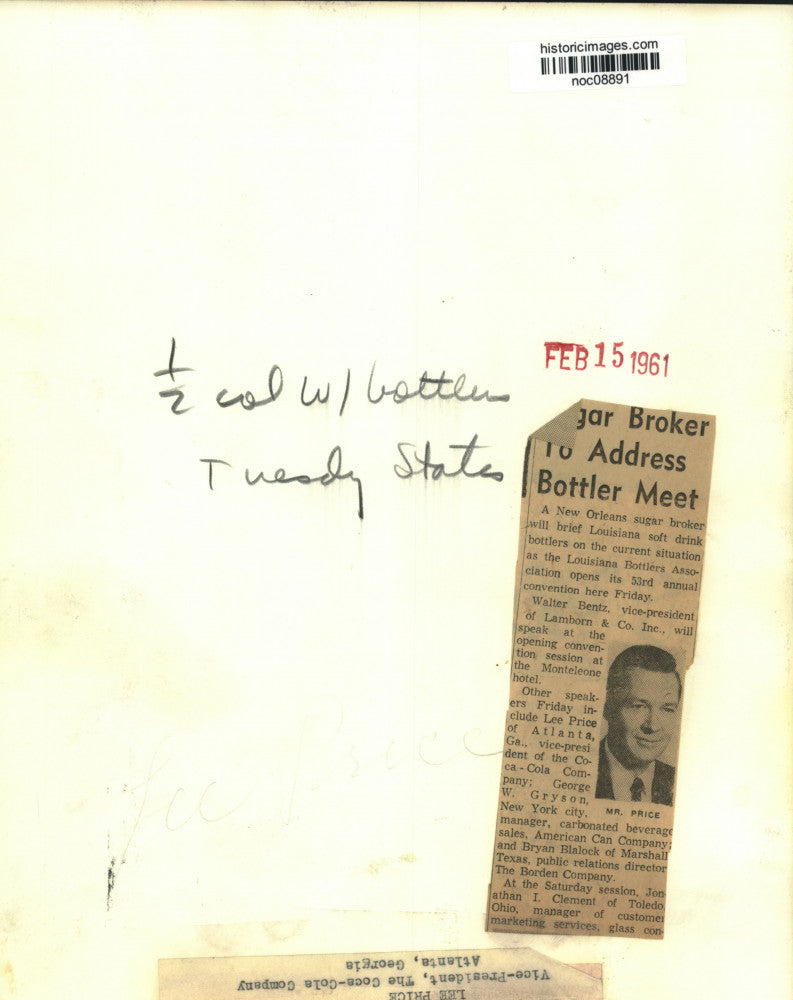 historicimages.com
noc08891
FEB 15 1961
1/2 col w/ bottlers
Tuesday States
gar Broker
To Address
Bottler Meet
A New Orleans sugar broker
will brief Louisiana soft drink
bottlers on the current situation
as the Louisiana Bottlers Asso-
ciation opens its 53rd annual
convention here Friday.
Walter Bentz, vice-president
of Lamborn & Co. Inc., will
speak at the
opening conven-
tion session at
the Monteleone
hotel.
Other speak-
ers Friday in-
clude Lee Price
of Atlanta,
Ga., vice-presi
dent of the Co-
ca-Cola Com-
pany; George
W. Gryson,
New York city,
manager, carbonated beverage
sales, American Can Company;
and Bryan Blalock of Marshall
Texas, public relations director
The Borden Company.
At the Saturday session, Jon-
athan I. Clement of Toledo,
Ohio, manager of customer
marketing services, glass con-
MR. PRICE
Lee Price
LEE PRICE
Vice-President, The Coca-Cola Company
Atlanta, Georgia